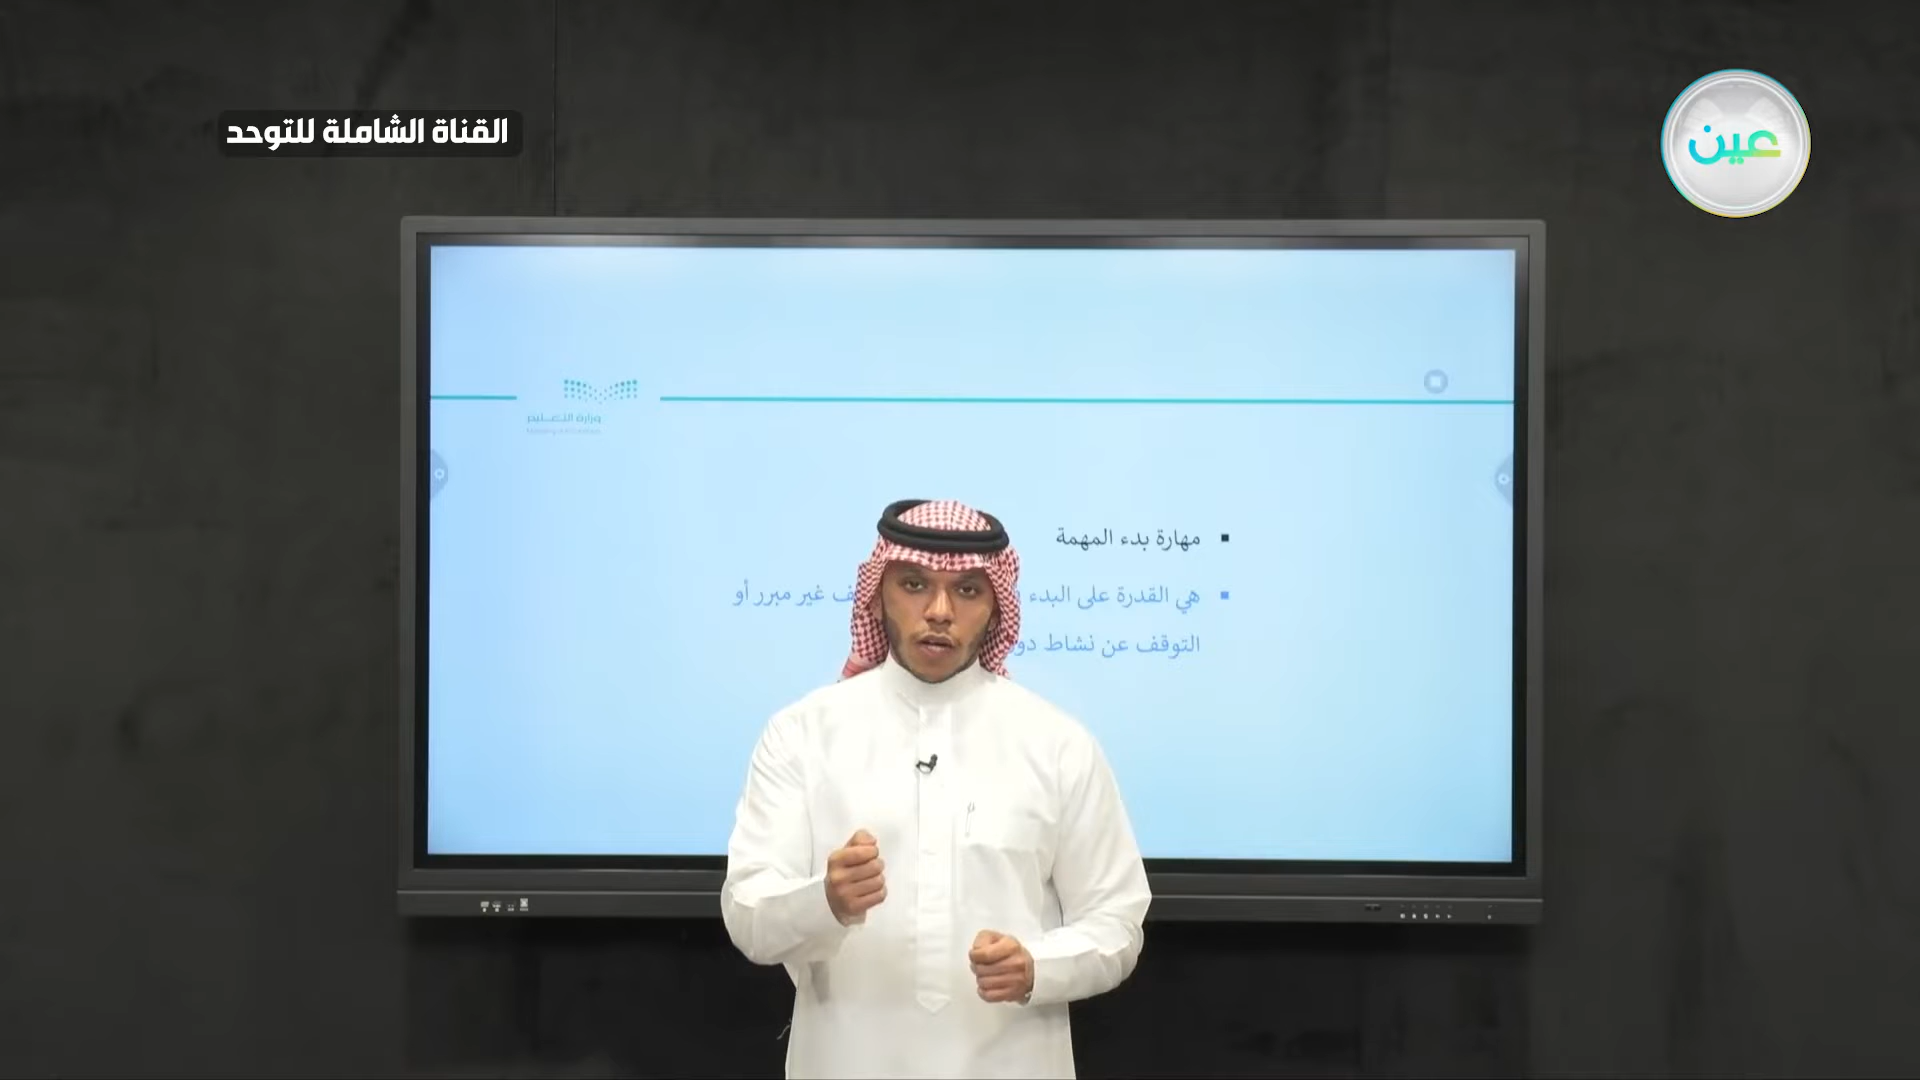 القناة الشاملة للتوحد
عين
وزارة التعليم
مهارة بدء المهمة
هي القدرة على البدء ف غير مبرر أو
التوقف عن نشاط دو